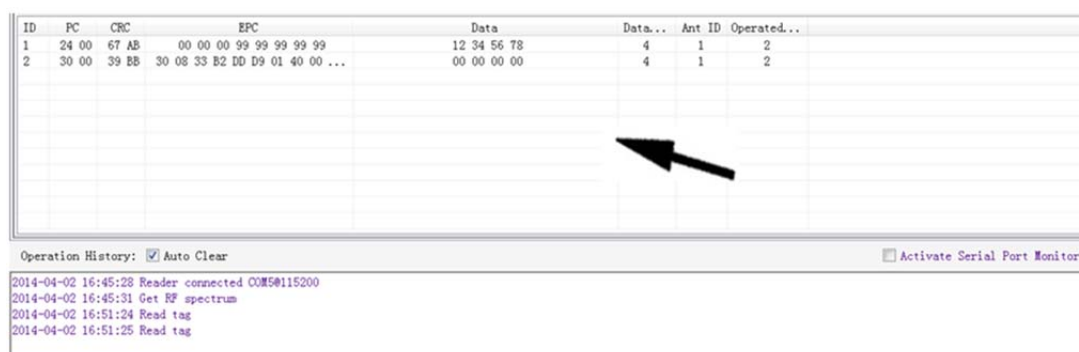 ID PC CRC EPC Data Data... Ant ID Operated...
1 24 00 67 AB 00 00 00 99 99 99 99 99 12 34 56 78 4 1 2
2 30 00 39 BB 30 08 33 B2 DD D9 01 40 00 ... 00 00 00 00 4 1 2
Operation History: Auto Clear Activate Serial Port Monitor
2014-04-02 16:45:28 Reader connected COM5@115200
2014-04-02 16:45:31 Get RF spectrum
2014-04-02 16:51:24 Read tag
2014-04-02 16:51:25 Read tag